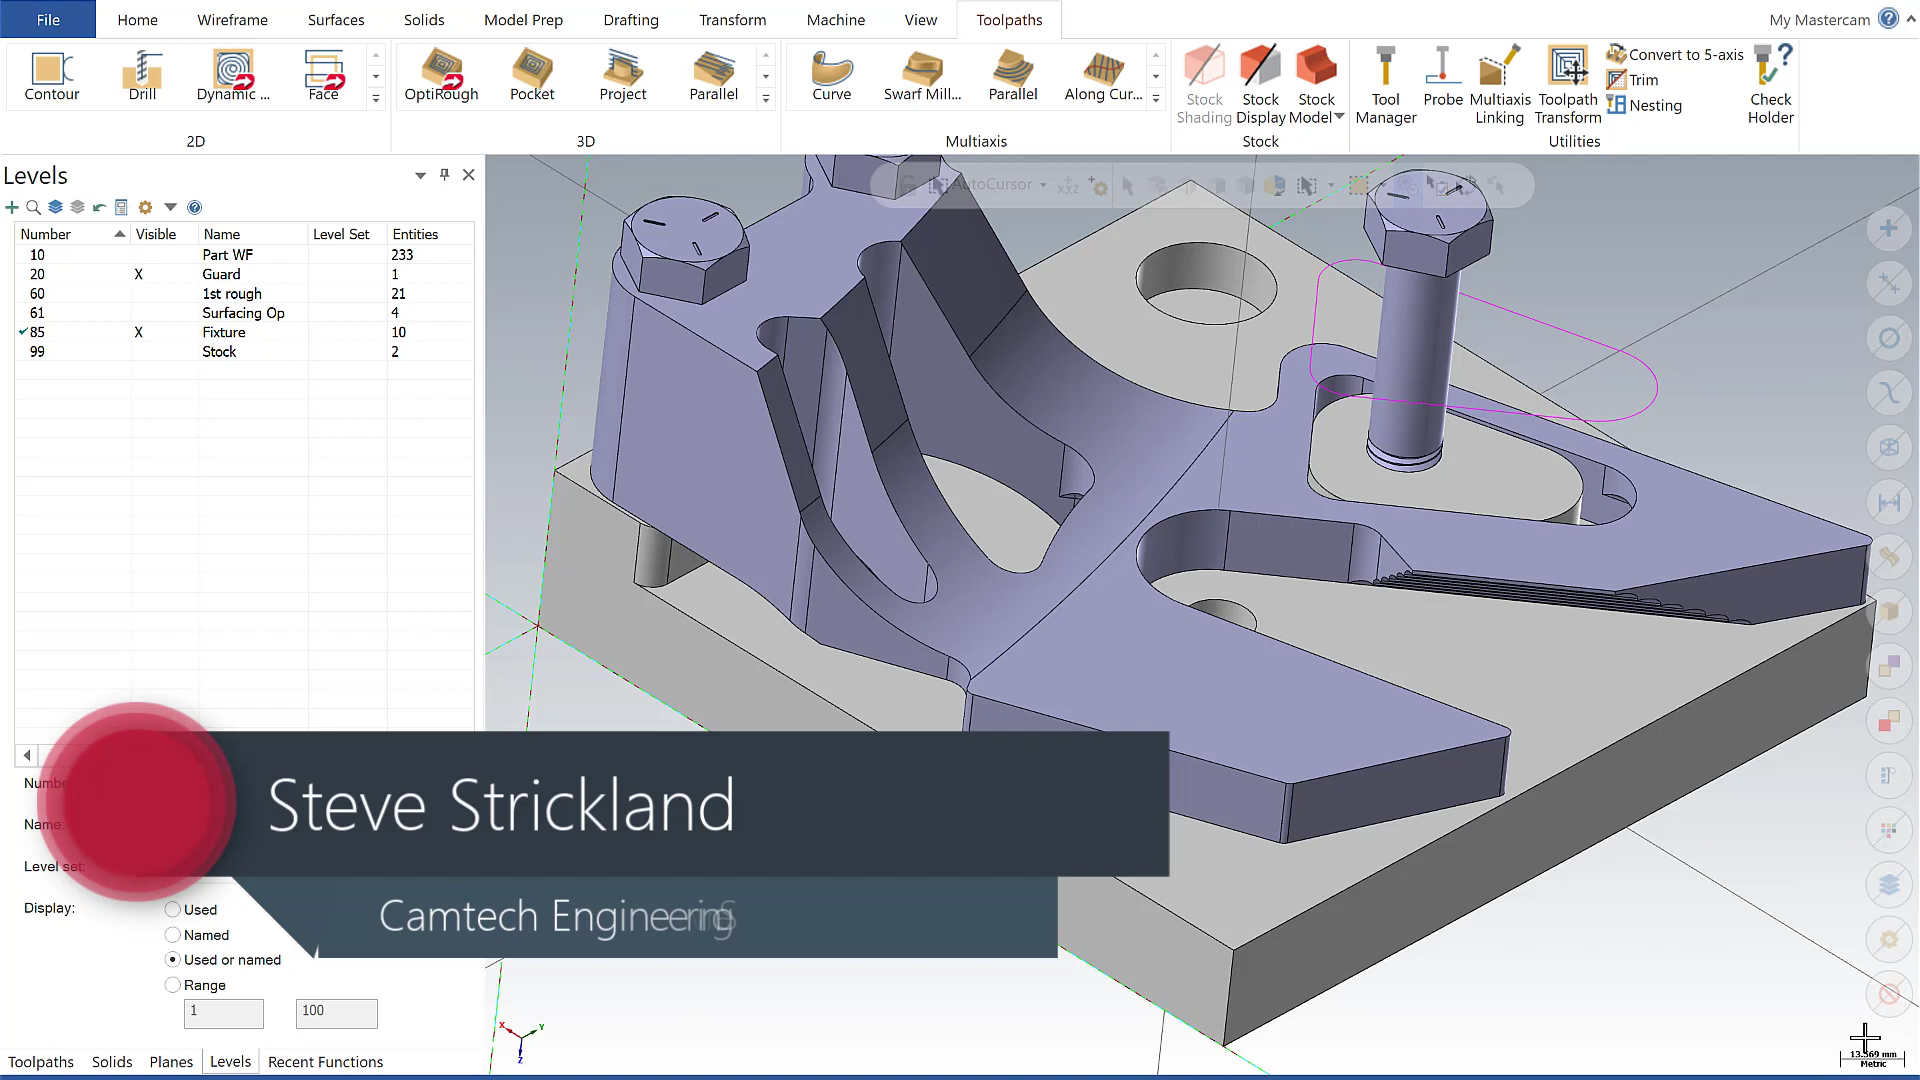 File Home Wireframe Surfaces Solids Model Prep Drafting Transform Machine View Toolpaths My Mastercam
Contour Drill Dynamic ... Face
2D
OptiRough Pocket Project Parallel
3D
Curve Swarf Mill... Parallel Along Cur...
Multiaxis
Stock Shading
Stock Display
Stock Model
Stock
Tool Manager
Probe
Multiaxis Linking
Toolpath Transform
Convert to 5-axis
Trim
Nesting
Check Holder
Utilities
Levels
Number Visible Name Level Set Entities
10 Part WF 233
20 X Guard 1
60 1st rough 21
61 Surfacing Op 4
85 X Fixture 10
99 Stock 2
AutoCursor
Name:
Level set:
Display:
Used
Named
Used or named
Range
1 100
Steve Strickland
Camtech Engineering
X Y Z
Metric
Toolpaths Solids Planes Levels Recent Functions